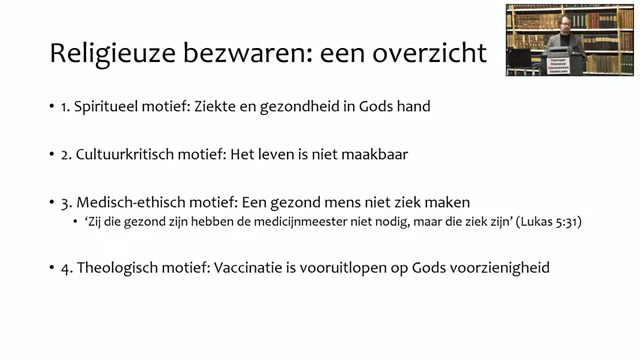 Religieuze bezwaren: een overzicht
• 1. Spiritueel motief: Ziekte en gezondheid in Gods hand
• 2. Cultuurkritisch motief: Het leven is niet maakbaar
• 3. Medisch-ethisch motief: Een gezond mens niet ziek maken
• ‘Zij die gezond zijn hebben de medicijnmeester niet nodig, maar die ziek zijn’ (Lukas 5:31)
• 4. Theologisch motief: Vaccinatie is vooruitlopen op Gods voorzienigheid